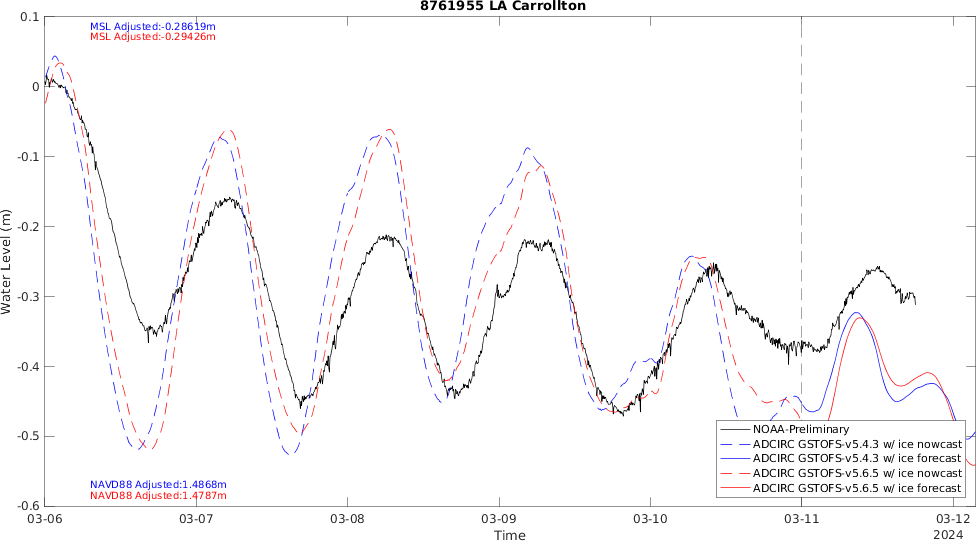 8761955 LA Carrollton
MSL Adjusted:-0.28619m
MSL Adjusted:-0.29426m
0.1
0
-0.1
-0.2
-0.3
-0.4
-0.5
-0.6
Water Level (m)
NOAA-Preliminary
ADCIRC GSTOFS-v5.4.3 w/ ice nowcast
ADCIRC GSTOFS-v5.4.3 w/ ice forecast
ADCIRC GSTOFS-v5.6.5 w/ ice nowcast
ADCIRC GSTOFS-v5.6.5 w/ ice forecast
NAVD88 Adjusted:1.4868m
NAVD88 Adjusted:1.4787m
03-06 03-07 03-08 03-09 03-10 03-11 03-12
Time
2024